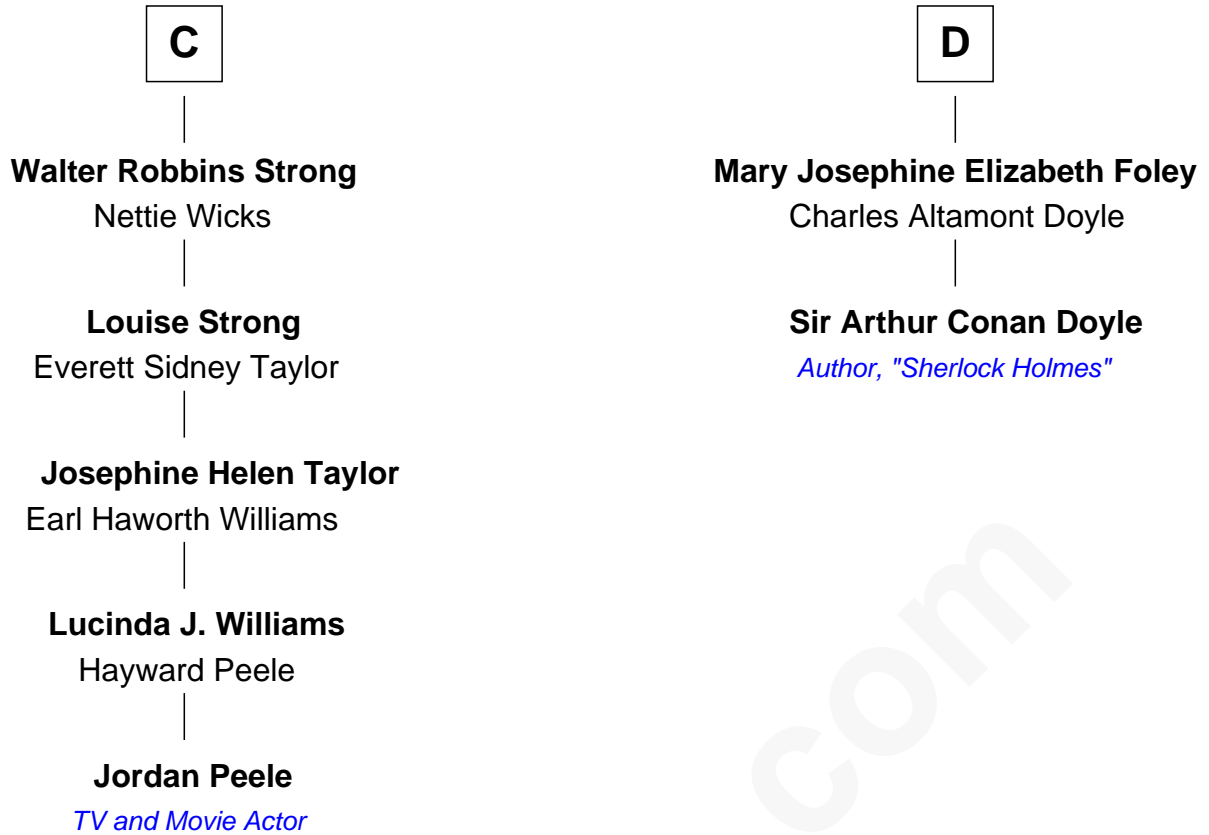 C
Walter Robbins Strong
Nettie Wicks
Louise Strong
Everett Sidney Taylor
Josephine Helen Taylor
Earl Haworth Williams
Lucinda J. Williams
Hayward Peele
Jordan Peele
TV and Movie Actor
D
Mary Josephine Elizabeth Foley
Charles Altamont Doyle
Sir Arthur Conan Doyle
Author, "Sherlock Holmes"
com